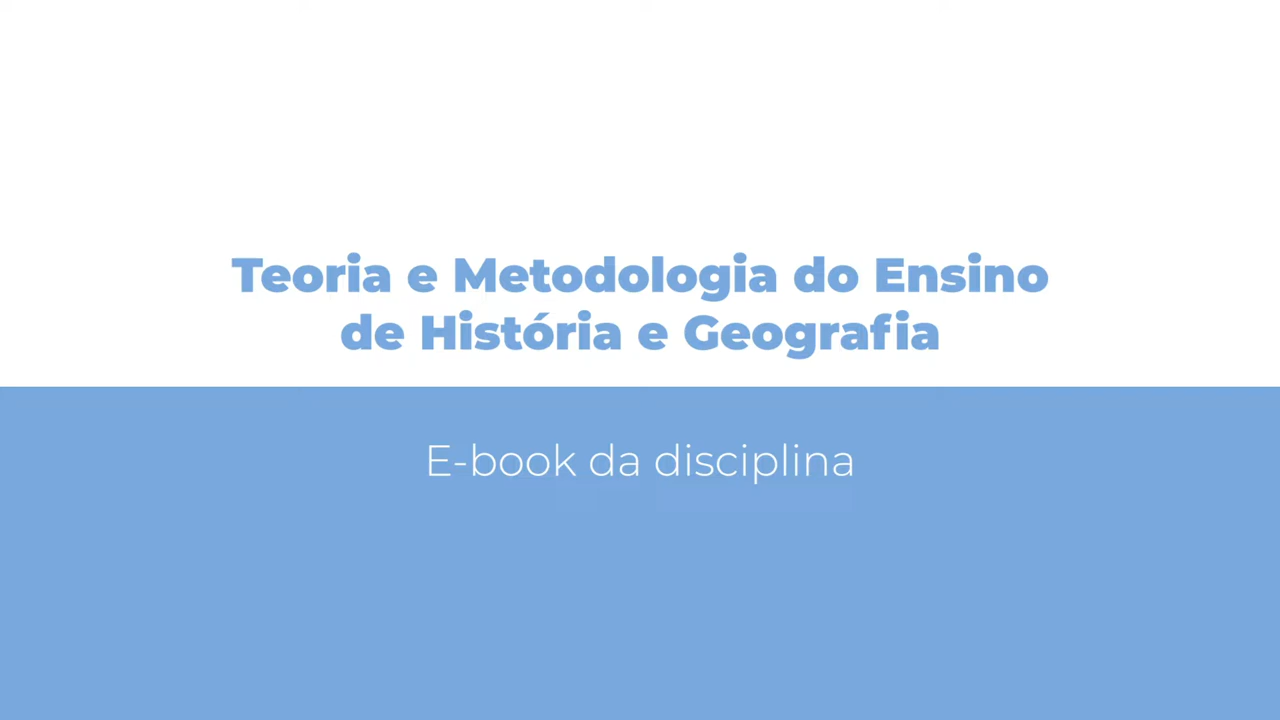 Teoria e Metodologia do Ensino
de História e Geografia
E-book da disciplina